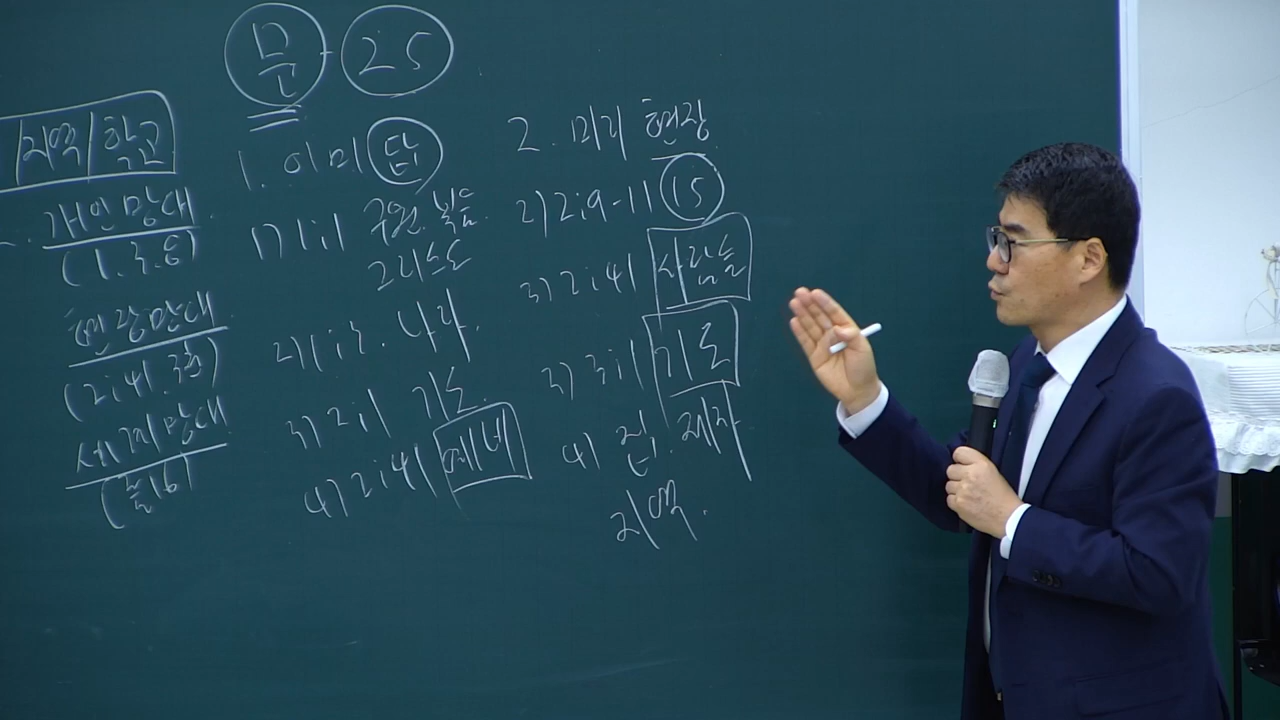 문 - 25
지역/학교
개인망대
(1. 3. 8)
현장망대
(2:41, 3:8)
세계망대
(롬16)
1. 이미 답
1) 1:1 구원. 복음.
그리스도
2) 1:3. 나라.
3) 2:1 기도.
4) 2:41 예비
2. 미리 현장
1) 2:9-11 15
2) 2:41 사람들
3) 3:1 기도
4) 전. 제자
지역.